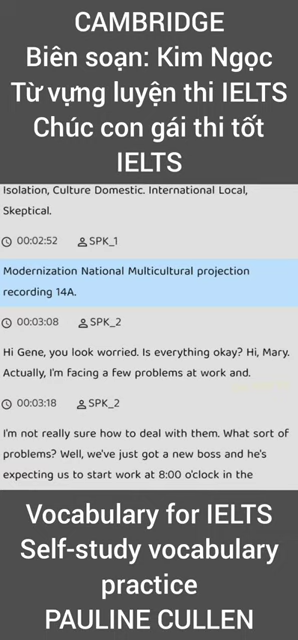 CAMBRIDGE
Biên soạn: Kim Ngọc
Từ vựng luyện thi IELTS
Chúc con gái thi tốt
IELTS
Isolation, Culture Domestic. International Local,
Skeptical.
00:02:52 SPK_1
Modernization National Multicultural projection
recording 14A.
00:03:08 SPK_2
Hi Gene, you look worried. Is everything okay? Hi, Mary.
Actually, I'm facing a few problems at work and.
00:03:18 SPK_2
I'm not really sure how to deal with them. What sort of
problems? Well, we've just got a new boss and he's
expecting us to start work at 8:00 o'clock in the
Vocabulary for IELTS
Self-study vocabulary
practice
PAULINE CULLEN